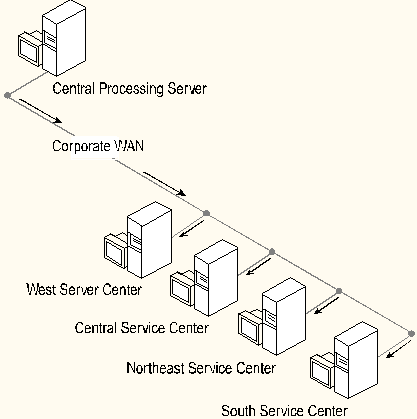 Central Processing Server
Corporate WAN
West Server Center
Central Service Center
Northeast Service Center
South Service Center